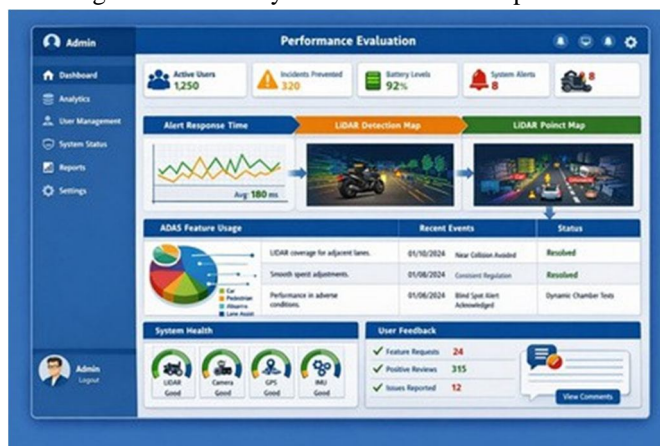 Admin
Performance Evaluation
Dashboard
Analytics
User Management
System Status
Reports
Settings
Active Users
1,250
Incidents Prevented
320
Battery Levels
92%
System Alerts
8
8
Alert Response Time
LiDAR Detection Map
LiDAR Poinct Map
Avg: 180 ms
Car
ADAS Feature Usage
Recent Events
Status
LIDAR coverage for adjacent lanes.
01/10/2024
Near Collision Avoided
Resolved
Smooth speed adjustments.
01/08/2024
Consistent Regulation
Resolved
Performance in adverse
conditions.
01/08/2024
Blind Spot Alert
Acknowledged
Dynamic Chamber Tests
Car
Pedestrian
Lane Assist
System Health
User Feedback
LIDAR
Good
Camera
Good
GPS
Good
IMU
Good
Feature Requests 24
Positive Reviews 315
Issues Reported 12
View Comments
Admin
Logout